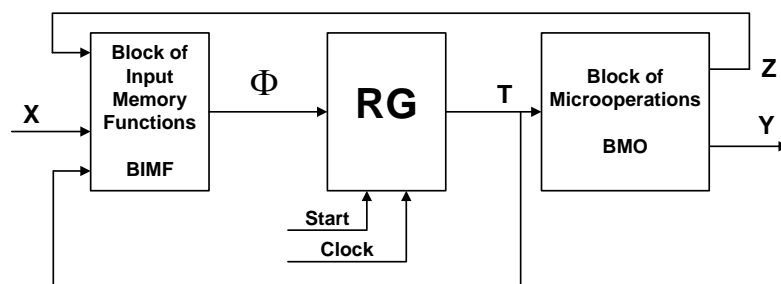 Block of
Input
Memory
Functions
BIMF
X
Φ
RG
T
Start
Clock
Block of
Microoperations
BMO
Z
Y